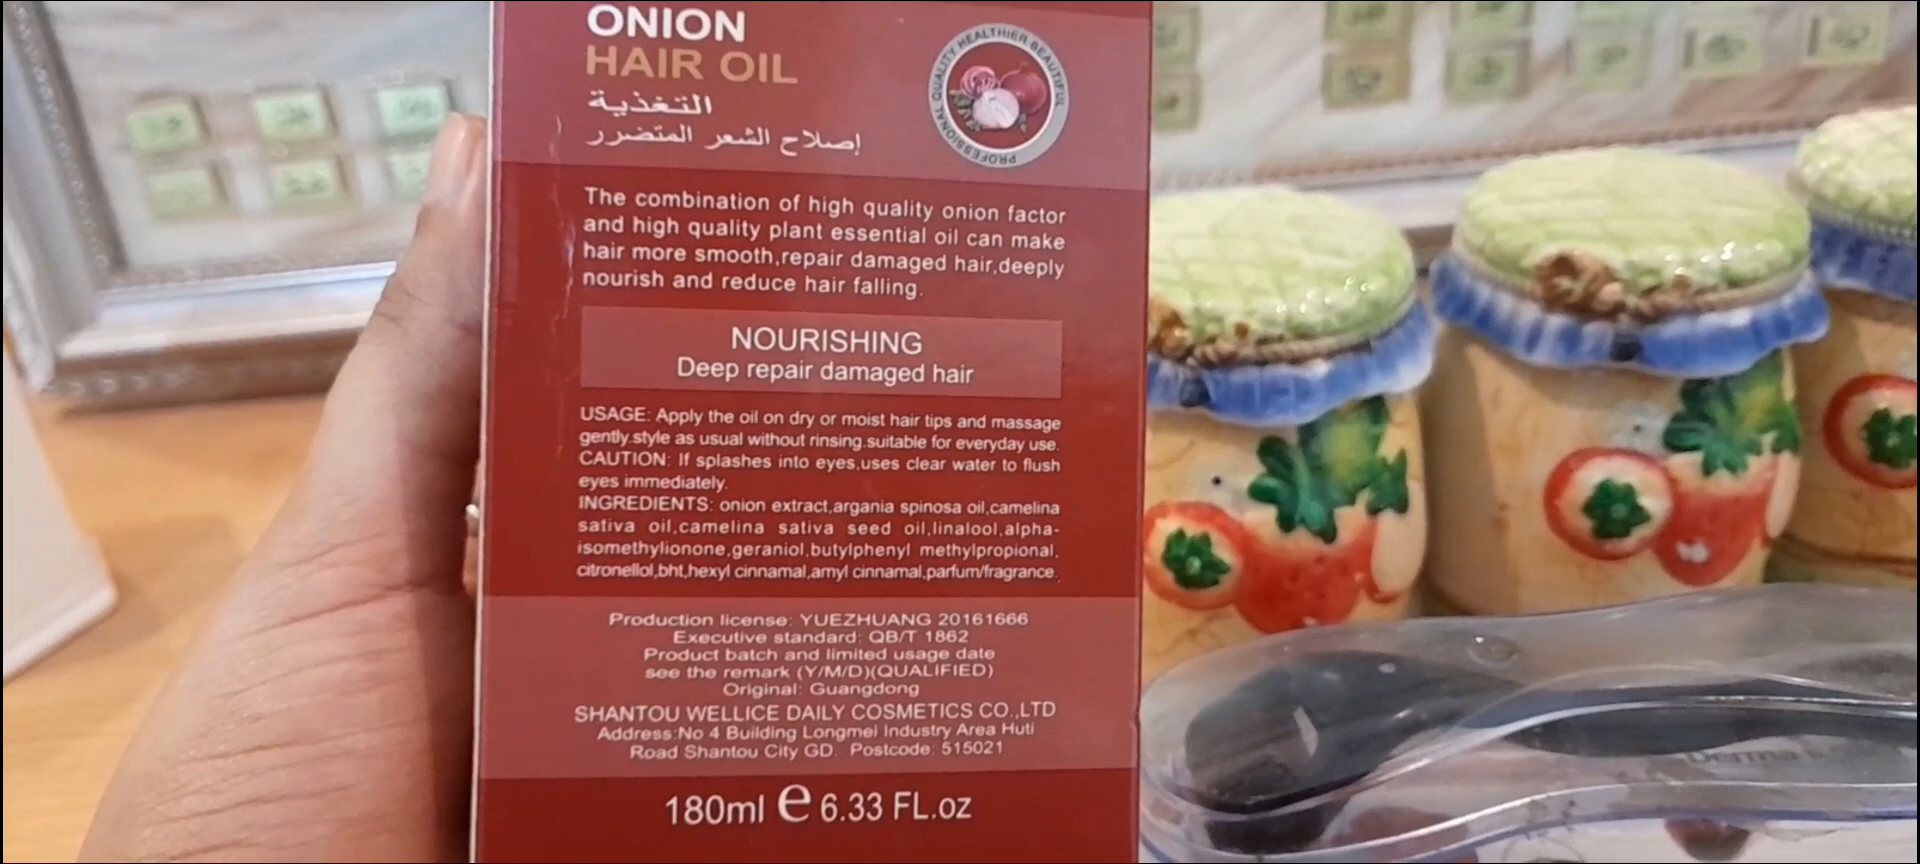 ONION
HAIR OIL
التغذية
إصلاح الشعر المتضرر
PROFESSIONAL QUALITY HEALTHIER BEAUTIFUL
The combination of high quality onion factor
and high quality plant essential oil can make
hair more smooth,repair damaged hair,deeply
nourish and reduce hair falling.
NOURISHING
Deep repair damaged hair
USAGE: Apply the oil on dry or moist hair tips and massage
gently.style as usual without rinsing.suitable for everyday use.
CAUTION: If splashes into eyes,uses clear water to flush
eyes immediately.
INGREDIENTS: onion extract,argania spinosa oil,camelina
sativa oil,camelina sativa seed oil,linalool,alpha-
isomethylionone,geraniol,butylphenyl methylpropional,
citronellol,bht,hexyl cinnamal,amyl cinnamal,parfum/fragrance.
Production license: YUEZHUANG 20161666
Executive standard: QB/T 1862
Product batch and limited usage date
see the remark (Y/M/D)(QUALIFIED)
Original: Guangdong
SHANTOU WELLICE DAILY COSMETICS CO.,LTD
Address:No 4 Building Longmei Industry Area Huti
Road Shantou City GD. Postcode: 515021
180ml e 6.33 FL.oz